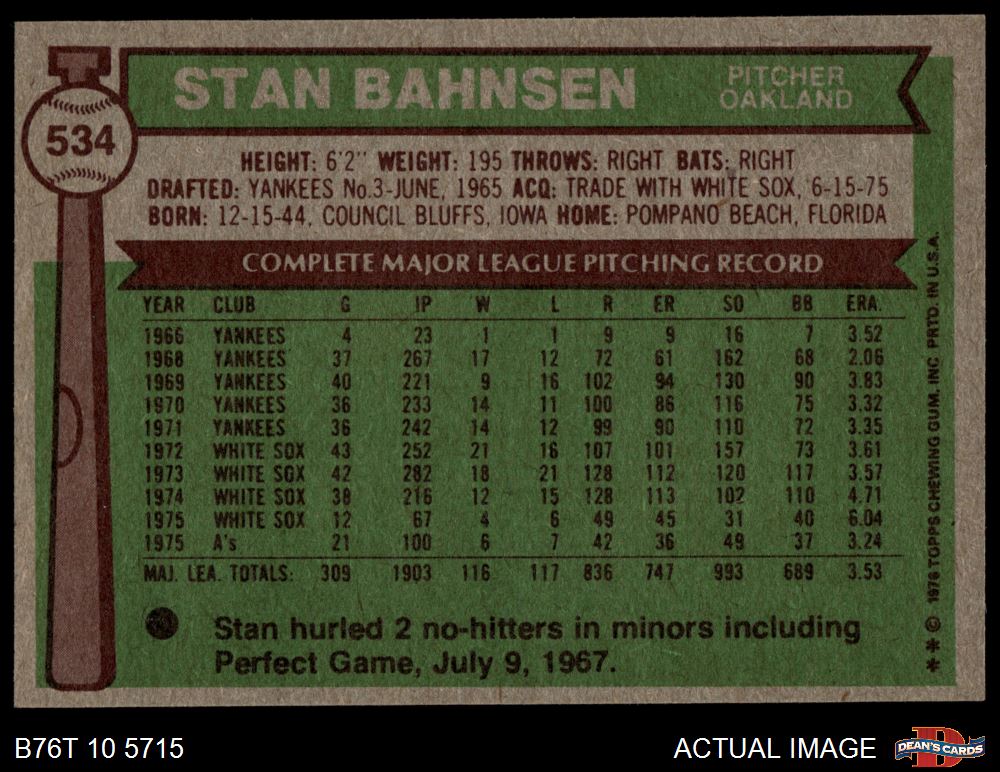 534
STAN BAHNSEN
PITCHER
OAKLAND
HEIGHT: 6'2" WEIGHT: 195 THROWS: RIGHT BATS: RIGHT
DRAFTED: YANKEES No.3-JUNE, 1965 ACQ: TRADE WITH WHITE SOX, 6-15-75
BORN: 12-15-44, COUNCIL BLUFFS, IOWA HOME: POMPANO BEACH, FLORIDA
COMPLETE MAJOR LEAGUE PITCHING RECORD
YEAR CLUB G IP W L R ER SO BB ERA.
1966 YANKEES 4 23 1 1 9 9 16 7 3.52
1968 YANKEES 37 267 17 12 72 61 162 68 2.06
1969 YANKEES 40 221 9 16 102 94 130 90 3.83
1970 YANKEES 36 233 14 11 100 86 116 75 3.32
1971 YANKEES 36 242 14 12 99 90 110 72 3.35
1972 WHITE SOX 43 252 21 16 107 101 157 73 3.61
1973 WHITE SOX 42 282 18 21 128 112 120 117 3.57
1974 WHITE SOX 38 216 12 15 128 113 102 110 4.71
1975 WHITE SOX 12 67 4 6 49 45 31 40 6.04
1975 A's 21 100 6 7 42 36 49 37 3.24
MAJ. LEA. TOTALS: 309 1903 116 117 836 747 993 689 3.53
Stan hurled 2 no-hitters in minors including
Perfect Game, July 9, 1967.
* * © 1976 TOPPS CHEWING GUM, INC PRTD. IN U.S.A.
B76T 10 5715
ACTUAL IMAGE
D
DEAN'S CARDS